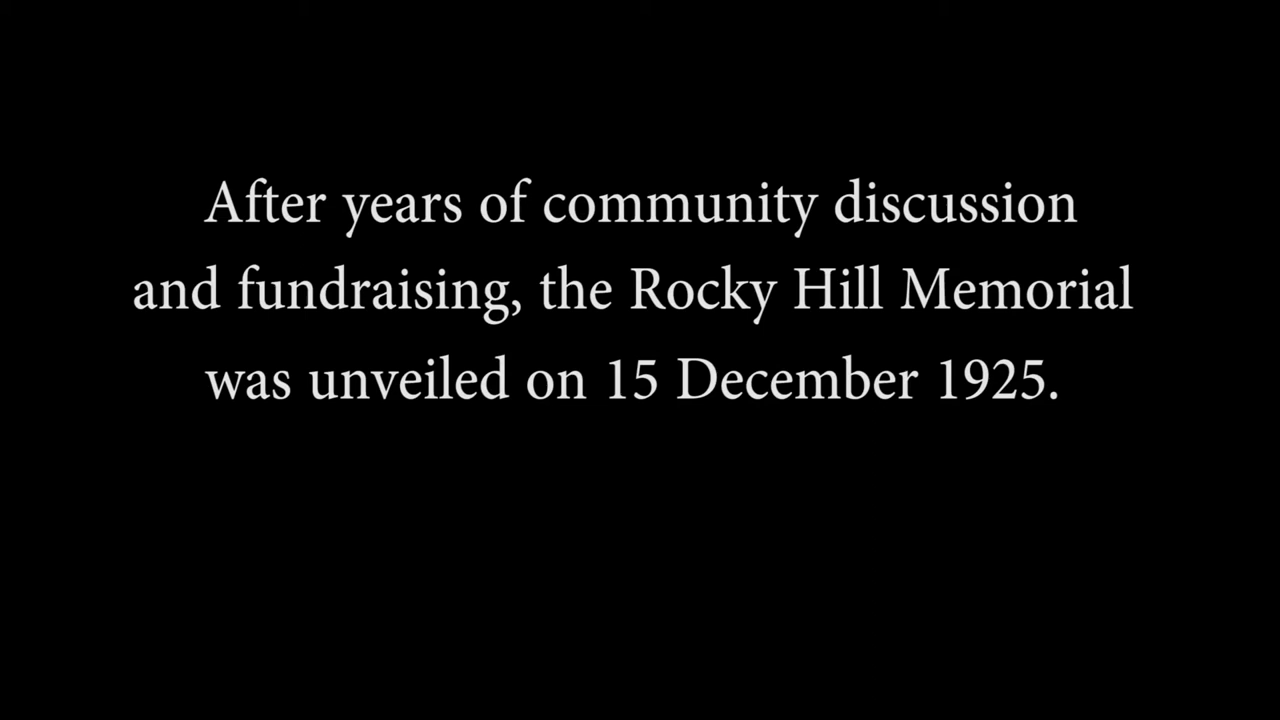 After years of community discussion
and fundraising, the Rocky Hill Memorial
was unveiled on 15 December 1925.